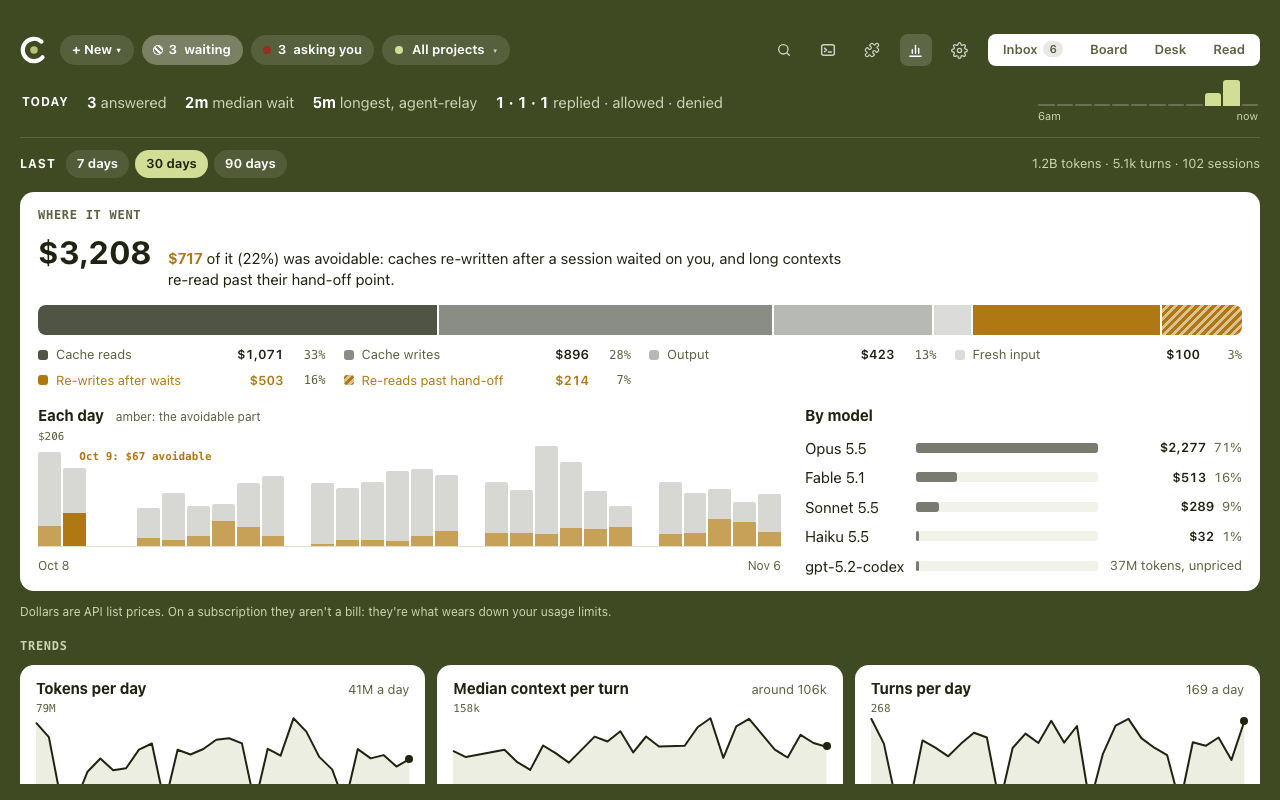 + New ▾
3 waiting
3 asking you
All projects ▾
Inbox 6
Board
Desk
Read
TODAY 3 answered 2m median wait 5m longest, agent-relay 1 · 1 · 1 replied · allowed · denied
6am now
LAST 7 days 30 days 90 days
1.2B tokens · 5.1k turns · 102 sessions
WHERE IT WENT
$3,208
$717 of it (22%) was avoidable: caches re-written after a session waited on you, and long contexts
re-read past their hand-off point.
Cache reads $1,071 33%
Cache writes $896 28%
Output $423 13%
Fresh input $100 3%
Re-writes after waits $503 16%
Re-reads past hand-off $214 7%
Each day amber: the avoidable part
$206
Oct 9: $67 avoidable
Oct 8 Nov 6
By model
Opus 5.5 $2,277 71%
Fable 5.1 $513 16%
Sonnet 5.5 $289 9%
Haiku 5.5 $32 1%
gpt-5.2-codex 37M tokens, unpriced
Dollars are API list prices. On a subscription they aren't a bill: they're what wears down your usage limits.
TRENDS
Tokens per day 41M a day
79M
Median context per turn around 106k
158k
Turns per day 169 a day
268